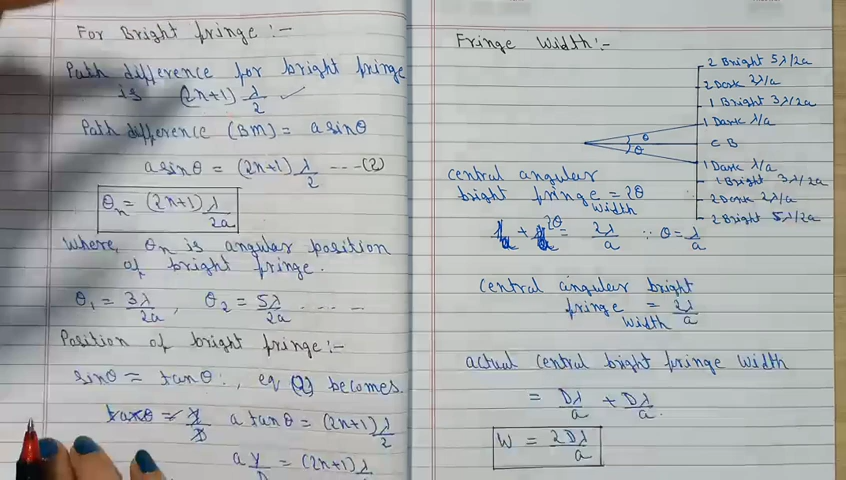 For Bright fringe :-
Path difference for bright fringe
is (2n+1) λ/2 ✓
Path difference (BM) = a sinθ
a sinθ = (2n+1) λ/2 ----(2)
θn = (2n+1) λ/2a
Where, θn is angular position
of bright fringe.
θ1 = 3λ/2a , θ2 = 5λ/2a ....
Position of bright fringe :-
sinθ ≈ tanθ :, eq (2) becomes.
a tanθ = (2n+1) λ/2
a y/D = (2n+1) λ/
Fringe Width :-
2 Bright 5λ/2a
2 Dark 2λ/a
1 Bright 3λ/2a
1 Dark λ/a
θ
C B
θ
1 Dark λ/a
1 Bright 3λ/2a
2 Dark 2λ/a
2 Bright 5λ/2a
central angular
bright fringe = 2θ
Width
2θ = 2λ/a ∵ θ = λ/a
central angular bright
fringe = 2λ/a
Width
actual central bright fringe width
= Dλ/a + Dλ/a.
W = 2Dλ/a